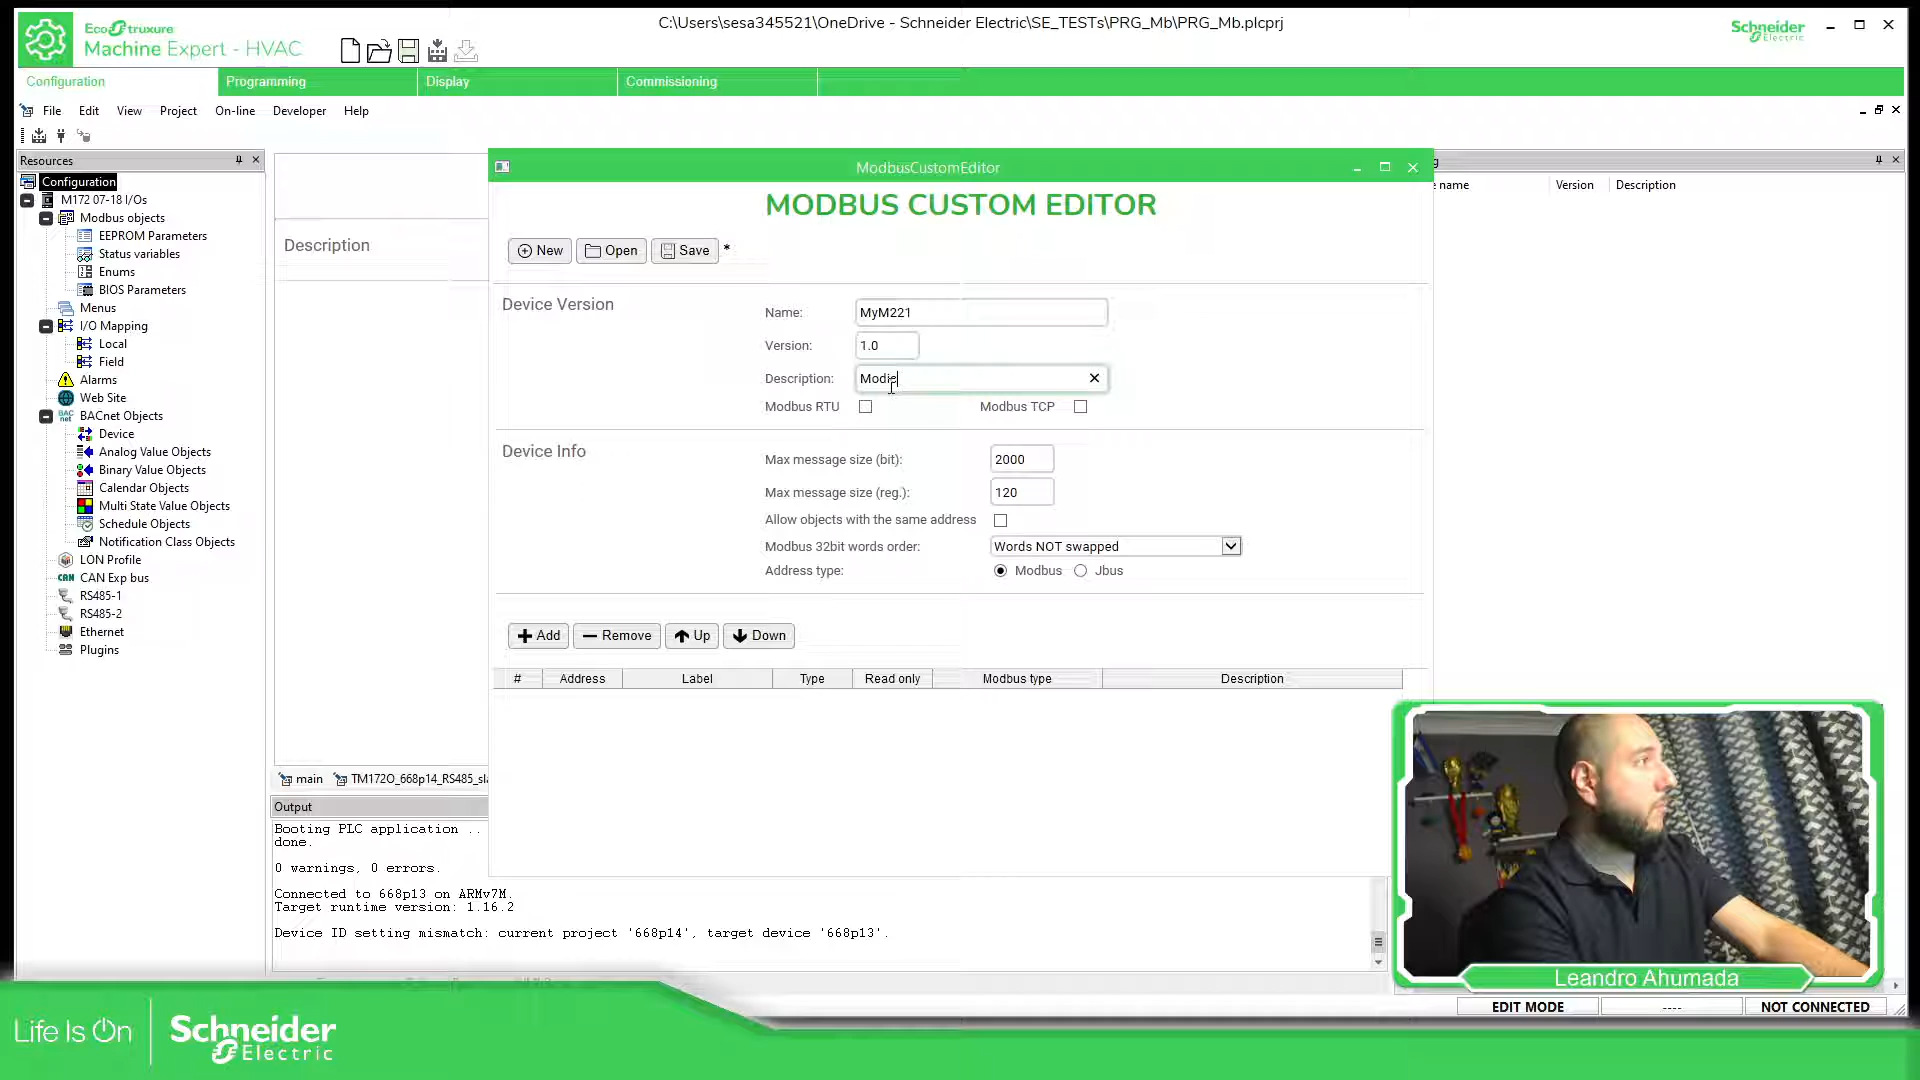 C:\Users\sesa345521\OneDrive - Schneider Electric\SE_TESTs\PRG_Mb\PRG_Mb.plcprj
EcoStruxure
Machine Expert - HVAC
Schneider
Electric
Configuration
Programming
Display
Commissioning
File
Edit
View
Project
On-line
Developer
Help
Resources
Configuration
M172 07-18 I/Os
Modbus objects
EEPROM Parameters
Status variables
Enums
BIOS Parameters
Menus
I/O Mapping
Local
Field
Alarms
Web Site
BACnet Objects
Device
Analog Value Objects
Binary Value Objects
Calendar Objects
Multi State Value Objects
Schedule Objects
Notification Class Objects
LON Profile
CAN Exp bus
RS485-1
RS485-2
Ethernet
Plugins
Description
ModbusCustomEditor
MODBUS CUSTOM EDITOR
New
Open
Save *
Device Version
Name: MyM221
Version: 1.0
Description:
Modbus RTU
Modbus TCP
Device Info
Max message size (bit): 2000
Max message size (reg.): 120
Allow objects with the same address
Modbus 32bit words order: Words NOT swapped
Address type: Modbus Jbus
Add
Remove
Up
Down
# Address Label Type Read only Modbus type Description
name Version Description
main
TM172O_668p14_RS485_sl
Output
Booting PLC application ..
done.
0 warnings, 0 errors.
Connected to 668p13 on ARMv7M.
Target runtime version: 1.16.2
Device ID setting mismatch: current project '668p14', target device '668p13'.
Leandro Ahumada
EDIT MODE
----
NOT CONNECTED
Life Is On
Schneider
Electric